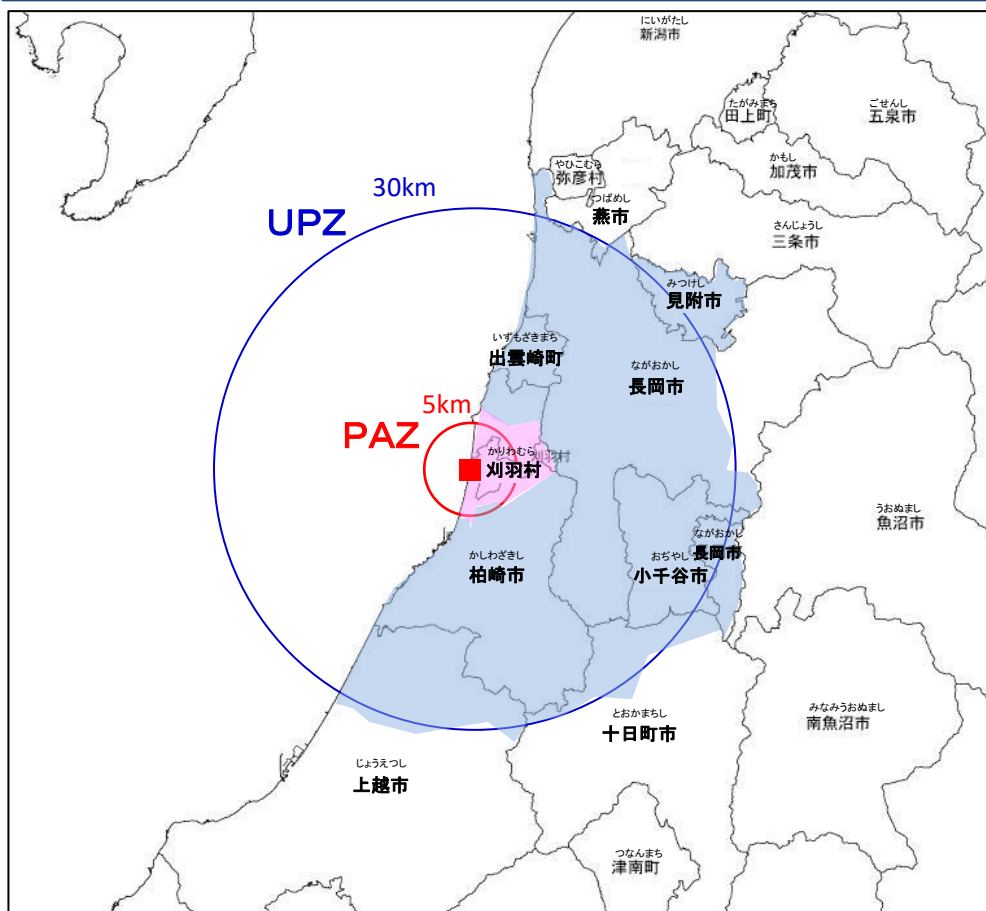 にいがたし
新潟市
たがみまち
田上町
ごせんし
五泉市
かもし
加茂市
やひこむら
弥彦村
つばめし
燕市
さんじょうし
三条市
30km
UPZ
みつけし
見附市
いずもざきまち
出雲崎町
ながおかし
長岡市
5km
PAZ
かりわむら
刈羽村
刈羽村
うおぬまし
魚沼市
ながおかし
長岡市
かしわざきし
柏崎市
おぢやし
小千谷市
とおかまちし
十日町市
みなみうおぬまし
南魚沼市
じょうえつし
上越市
つなんまち
津南町